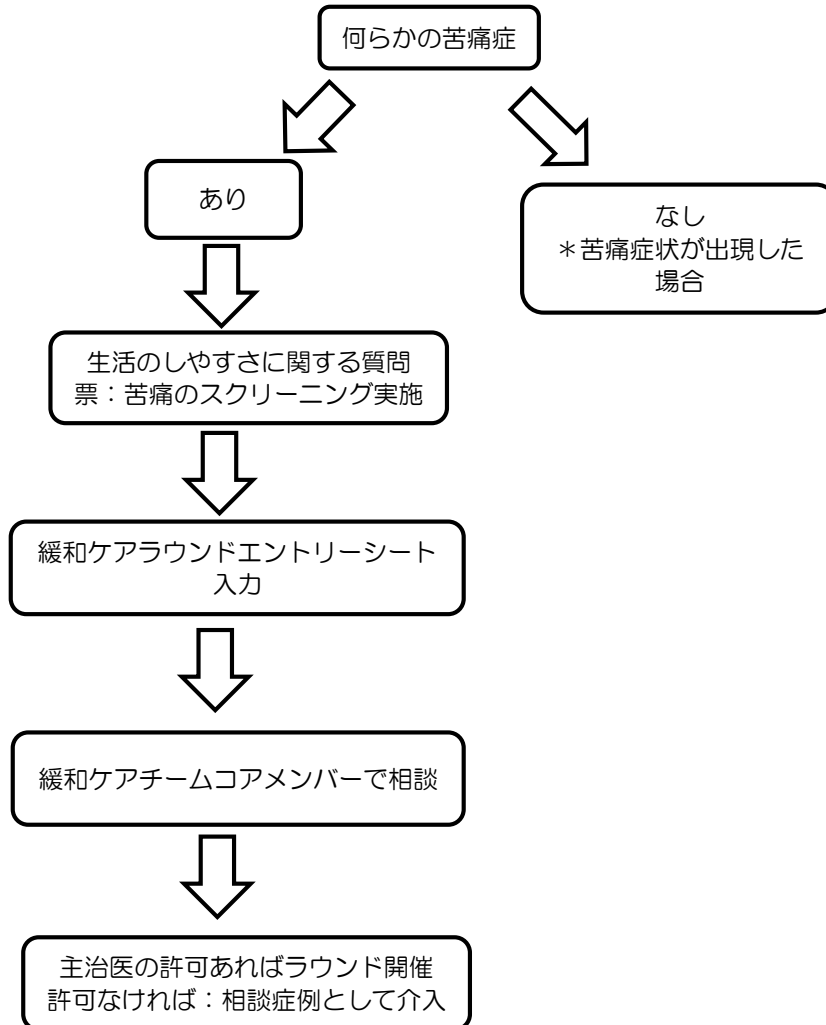 何らかの苦痛症
あり
なし
＊苦痛症状が出現した
場合
生活のしやすさに関する質問
票：苦痛のスクリーニング実施
緩和ケアラウンドエントリーシート
入力
緩和ケアチームコアメンバーで相談
主治医の許可あればラウンド開催
許可なければ：相談症例として介入